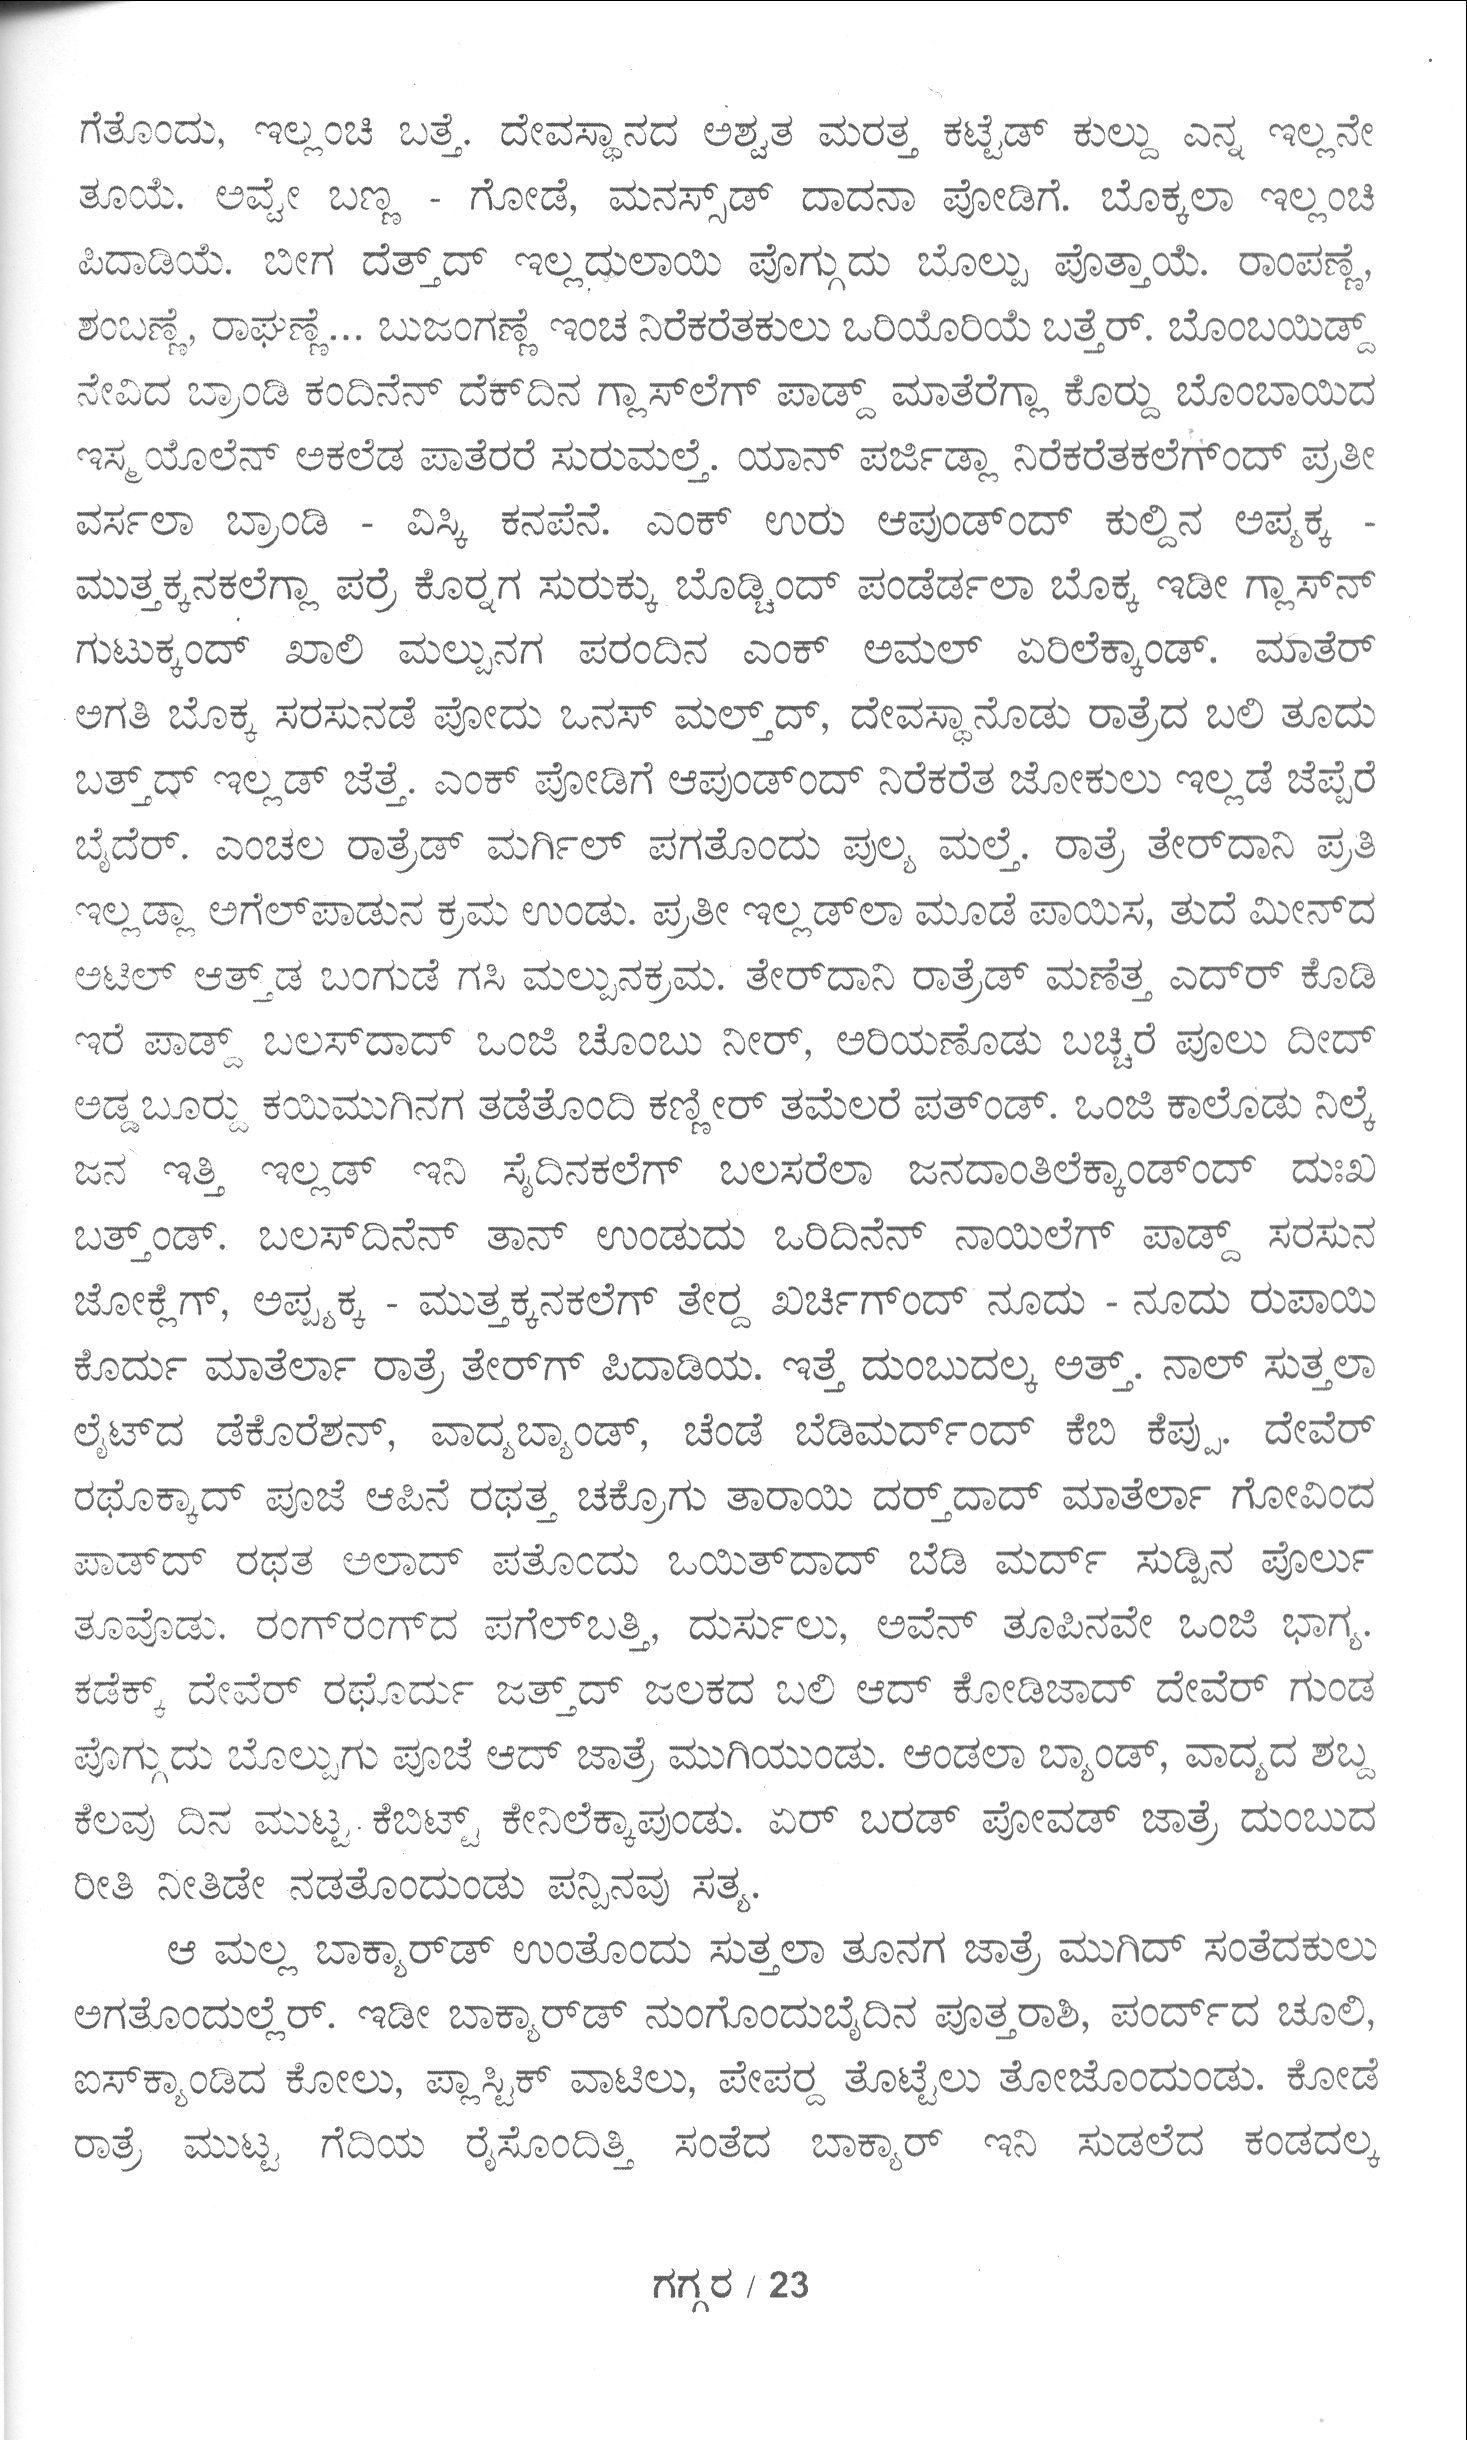 ಗೆತೊಂದು, ಇಲ್ಲಂಚಿ ಬತ್ತೆ. ದೇವಸ್ಥಾನದ ಅಶ್ವತ ಮರತ್ತ ಕಟ್ಟೆಡ್ ಕುಲ್ದು ಎನ್ನ ಇಲ್ಲನೇ
ತೂಯೆ. ಅವ್ವೇ ಬಣ್ಣ - ಗೋಡೆ, ಮನಸ್ಸ್‌ಡ್ ದಾದನಾ ಪೋಡಿಗೆ. ಬೊಕ್ಕಲಾ ಇಲ್ಲಂಚಿ
ಪಿದಾಡಿಯೆ. ಬೀಗ ದೆತ್ತ್‌ದ್ ಇಲ್ಲದುಲಾಯಿ ಪೊಗ್ಗುದು ಬೊಲ್ಪು ಪೊತ್ತಾಯೆ. ರಾಂಪಣ್ಣೆ,
ಶಂಬಣ್ಣೆ, ರಾಘಣ್ಣೆ... ಬುಜಂಗಣ್ಣೆ ಇಂಚ ನಿರೆಕರೆತಕುಲು ಒರಿಯೊರಿಯೆ ಬತ್ತೆರ್. ಬೊಂಬಯಿಡ್ದ್
ನೇವಿದ ಬ್ರಾಂಡಿ ಕಂದಿನೆನ್ ದೆಕ್‌ದಿನ ಗ್ಲಾಸ್‌ಲೆಗ್ ಪಾಡ್ದ್ ಮಾತೆರೆಗ್ಲಾ ಕೊರ್ದು ಬೊಂಬಾಯಿದ
ಇಸ್ಮಯೊಲೆನ್ ಅಕಲೆಡ ಪಾತೆರರೆ ಸುರುಮಲ್ತೆ. ಯಾನ್ ಪರ್ಜಿಡ್ಲಾ ನಿರೆಕರೆತಕಲೆಗ್‌ಂದ್ ಪ್ರತೀ
ವರ್ಸಲಾ ಬ್ರಾಂಡಿ - ವಿಸ್ಕಿ ಕನಪೆನೆ. ಎಂಕ್ ಉರು ಆಪುಂಡ್‌ಂದ್ ಕುಲ್ದಿನ ಅಪ್ಯಕ್ಕ -
ಮುತ್ತಕ್ಕನಕಲೆಗ್ಲಾ ಪರ್ರೆ ಕೊರ್ನಗ ಸುರುಕ್ಕು ಬೊಡ್ಚಿಂದ್ ಪಂಡೆರ್ಡಲಾ ಬೊಕ್ಕ ಇಡೀ ಗ್ಲಾಸ್‌ನ್
ಗುಟುಕ್ಕಂದ್ ಖಾಲಿ ಮಲ್ಪುನಗ ಪರಂದಿನ ಎಂಕ್ ಅಮಲ್ ಏರಿಲೆಕ್ಕಾಂಡ್. ಮಾತೆರ್
ಅಗತಿ ಬೊಕ್ಕ ಸರಸುನಡೆ ಪೋದು ಒನಸ್ ಮಲ್ತ್‌ದ್, ದೇವಸ್ಥಾನೊಡು ರಾತ್ರೆದ ಬಲಿ ತೂದು
ಬತ್ತ್‌ದ್ ಇಲ್ಲಡ್ ಜೆತ್ತೆ. ಎಂಕ್ ಪೋಡಿಗೆ ಆಪುಂಡ್‌ಂದ್ ನಿರೆಕರೆತ ಜೋಕುಲು ಇಲ್ಲಡೆ ಜೆಪ್ಪೆರೆ
ಬೈದೆರ್. ಎಂಚಲ ರಾತ್ರೆಡ್ ಮರ್ಗಿಲ್ ಪಗತೊಂದು ಪುಲ್ಯ ಮಲ್ತೆ. ರಾತ್ರೆ ತೇರ್‌ದಾನಿ ಪ್ರತಿ
ಇಲ್ಲಡ್ಲಾ ಅಗೆಲ್‌ಪಾಡುನ ಕ್ರಮ ಉಂಡು. ಪ್ರತೀ ಇಲ್ಲಡ್‌ಲಾ ಮೂಡೆ ಪಾಯಿಸ, ತುದೆ ಮೀನ್‌ದ
ಅಟಿಲ್ ಆತ್ತ್‌ಡ ಬಂಗುಡೆ ಗಸಿ ಮಲ್ಪುನಕ್ರಮ. ತೇರ್‌ದಾನಿ ರಾತ್ರೆಡ್ ಮಣೆತ್ತ ಎದ್‌ರ್ ಕೊಡಿ
ಇರೆ ಪಾಡ್ದ್ ಬಲಸ್‌ದಾದ್ ಒಂಜಿ ಚೊಂಬು ನೀರ್, ಅರಿಯಣೊಡು ಬಚ್ಚಿರೆ ಪೂಲು ದೀದ್
ಅಡ್ಡಬೂರ್ದು ಕಯಿಮುಗಿನಗ ತಡೆತೊಂದಿ ಕಣ್ಣೀರ್ ತಮೆಲರೆ ಪತ್‌ಂಡ್. ಒಂಜಿ ಕಾಲೊಡು ನಿಲ್ಕೆ
ಜನ ಇತ್ತಿ ಇಲ್ಲಡ್ ಇನಿ ಸೈದಿನಕಲೆಗ್ ಬಲಸರೆಲಾ ಜನದಾಂತಿಲೆಕ್ಕಾಂಡ್‌ಂದ್ ದುಃಖ
ಬತ್ತ್‌ಂಡ್. ಬಲಸ್‌ದಿನೆನ್ ತಾನ್ ಉಂಡುದು ಒರಿದಿನೆನ್ ನಾಯಿಲೆಗ್ ಪಾಡ್ದ್ ಸರಸುನ
ಜೋಕ್ಲೆಗ್, ಅಪ್ಪ್ಯಕ್ಕ - ಮುತ್ತಕ್ಕನಕಲೆಗ್ ತೇರ್ದ ಖರ್ಚಿಗ್‌ಂದ್ ನೂದು - ನೂದು ರುಪಾಯಿ
ಕೊರ್ದು ಮಾತೆರ್ಲಾ ರಾತ್ರೆ ತೇರ್‌ಗ್ ಪಿದಾಡಿಯ. ಇತ್ತೆ ದುಂಬುದಲ್ಕ ಅತ್ತ್. ನಾಲ್ ಸುತ್ತಲಾ
ಲೈಟ್‌ದ ಡೆಕೊರೆಶನ್, ವಾದ್ಯಬ್ಯಾಂಡ್, ಚೆಂಡೆ ಬೆಡಿಮರ್ದ್‌ಂದ್ ಕೆಬಿ ಕೆಪ್ಪು. ದೇವೆರ್
ರಥೊಕ್ಕಾದ್ ಪೂಜೆ ಆಪಿನೆ ರಥತ್ತ ಚಕ್ರೊಗು ತಾರಾಯಿ ದರ್ತ್‌ದಾದ್ ಮಾತೆರ್ಲಾ ಗೋವಿಂದ
ಪಾಡ್‌ದ್ ರಥತ ಅಲಾದ್ ಪತೊಂದು ಒಯಿತ್‌ದಾದ್ ಬೆಡಿ ಮರ್ದ್ ಸುಡ್ಪಿನ ಪೊರ್ಲು
ತೂವೊಡು. ರಂಗ್‌ರಂಗ್‌ದ ಪಗೆಲ್‌ಬತ್ತಿ, ದುರ್ಸುಲು, ಅವೆನ್ ತೂಪಿನವೇ ಒಂಜಿ ಭಾಗ್ಯ.
ಕಡೆಕ್ಕ್ ದೇವೆರ್ ರಥೊರ್ದು ಜತ್ತ್‌ದ್ ಜಲಕದ ಬಲಿ ಆದ್ ಕೋಡಿಜಾದ್ ದೇವೆರ್ ಗುಂಡ
ಪೊಗ್ಗುದು ಬೊಲ್ಪುಗು ಪೂಜೆ ಆದ್ ಜಾತ್ರೆ ಮುಗಿಯುಂಡು. ಆಂಡಲಾ ಬ್ಯಾಂಡ್, ವಾದ್ಯದ ಶಬ್ದ
ಕೆಲವು ದಿನ ಮುಟ್ಟ ಕೆಬಿಟ್ಟ್ ಕೇನಿಲೆಕ್ಕಾಪುಂಡು. ಏರ್ ಬರಡ್ ಪೋವಡ್ ಜಾತ್ರೆ ದುಂಬುದ
ರೀತಿ ನೀತಿಡೇ ನಡತೊಂದುಂಡು ಪನ್ಪಿನವು ಸತ್ಯ.
ಆ ಮಲ್ಲ ಬಾಕ್ಯಾರ್‌ಡ್ ಉಂತೊಂದು ಸುತ್ತಲಾ ತೂನಗ ಜಾತ್ರೆ ಮುಗಿದ್ ಸಂತೆದಕುಲು
ಅಗತೊಂದುಲ್ಲೆರ್. ಇಡೀ ಬಾಕ್ಯಾರ್‌ಡ್ ನುಂಗೊಂದುಬೈದಿನ ಪೂತ್ತರಾಶಿ, ಪಂರ್ದ್‌ದ ಚೂಲಿ,
ಐಸ್‌ಕ್ಯಾಂಡಿದ ಕೋಲು, ಪ್ಲಾಸ್ಟಿಕ್ ವಾಟಿಲು, ಪೇಪರ್ದ ತೊಟ್ಟೆಲು ತೋಜೊಂದುಂಡು. ಕೋಡೆ
ರಾತ್ರೆ ಮುಟ್ಟ ಗೆದಿಯ ರೈಸೊಂದಿತ್ತಿ ಸಂತೆದ ಬಾಕ್ಯಾರ್ ಇನಿ ಸುಡಲೆದ ಕಂಡದಲ್ಕ
ಗಗ್ಗರ / 23